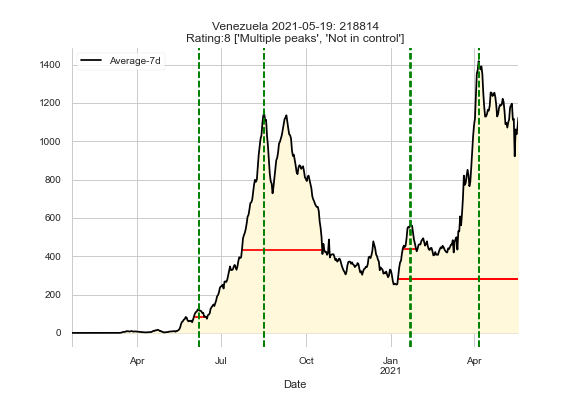 Venezuela 2021-05-19: 218814
Rating:8 ['Multiple peaks', 'Not in control']
Average-7d
1400
1200
1000
800
600
400
200
0
Apr
Jul
Oct
Jan
2021
Apr
Date